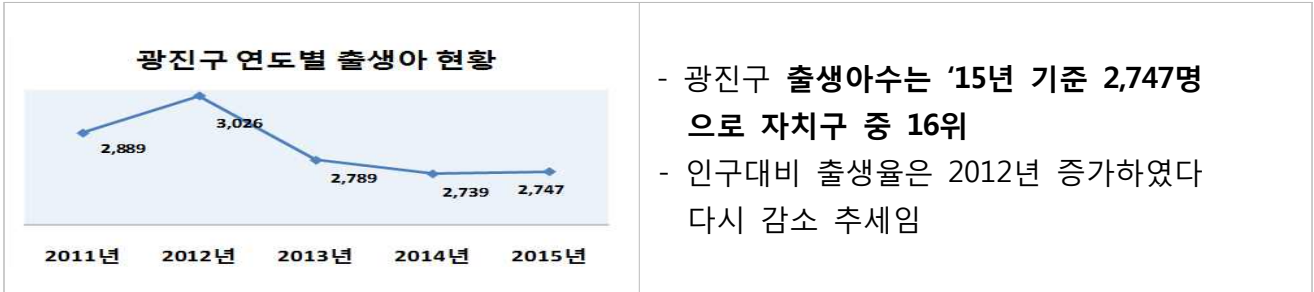 광진구 연도별 출생아 현황
2,889
3,026
2,789
2,739
2,747
2011년 2012년 2013년 2014년 2015년
- 광진구 출생아수는 ‘15년 기준 2,747명
으로 자치구 중 16위
- 인구대비 출생율은 2012년 증가하였다
다시 감소 추세임